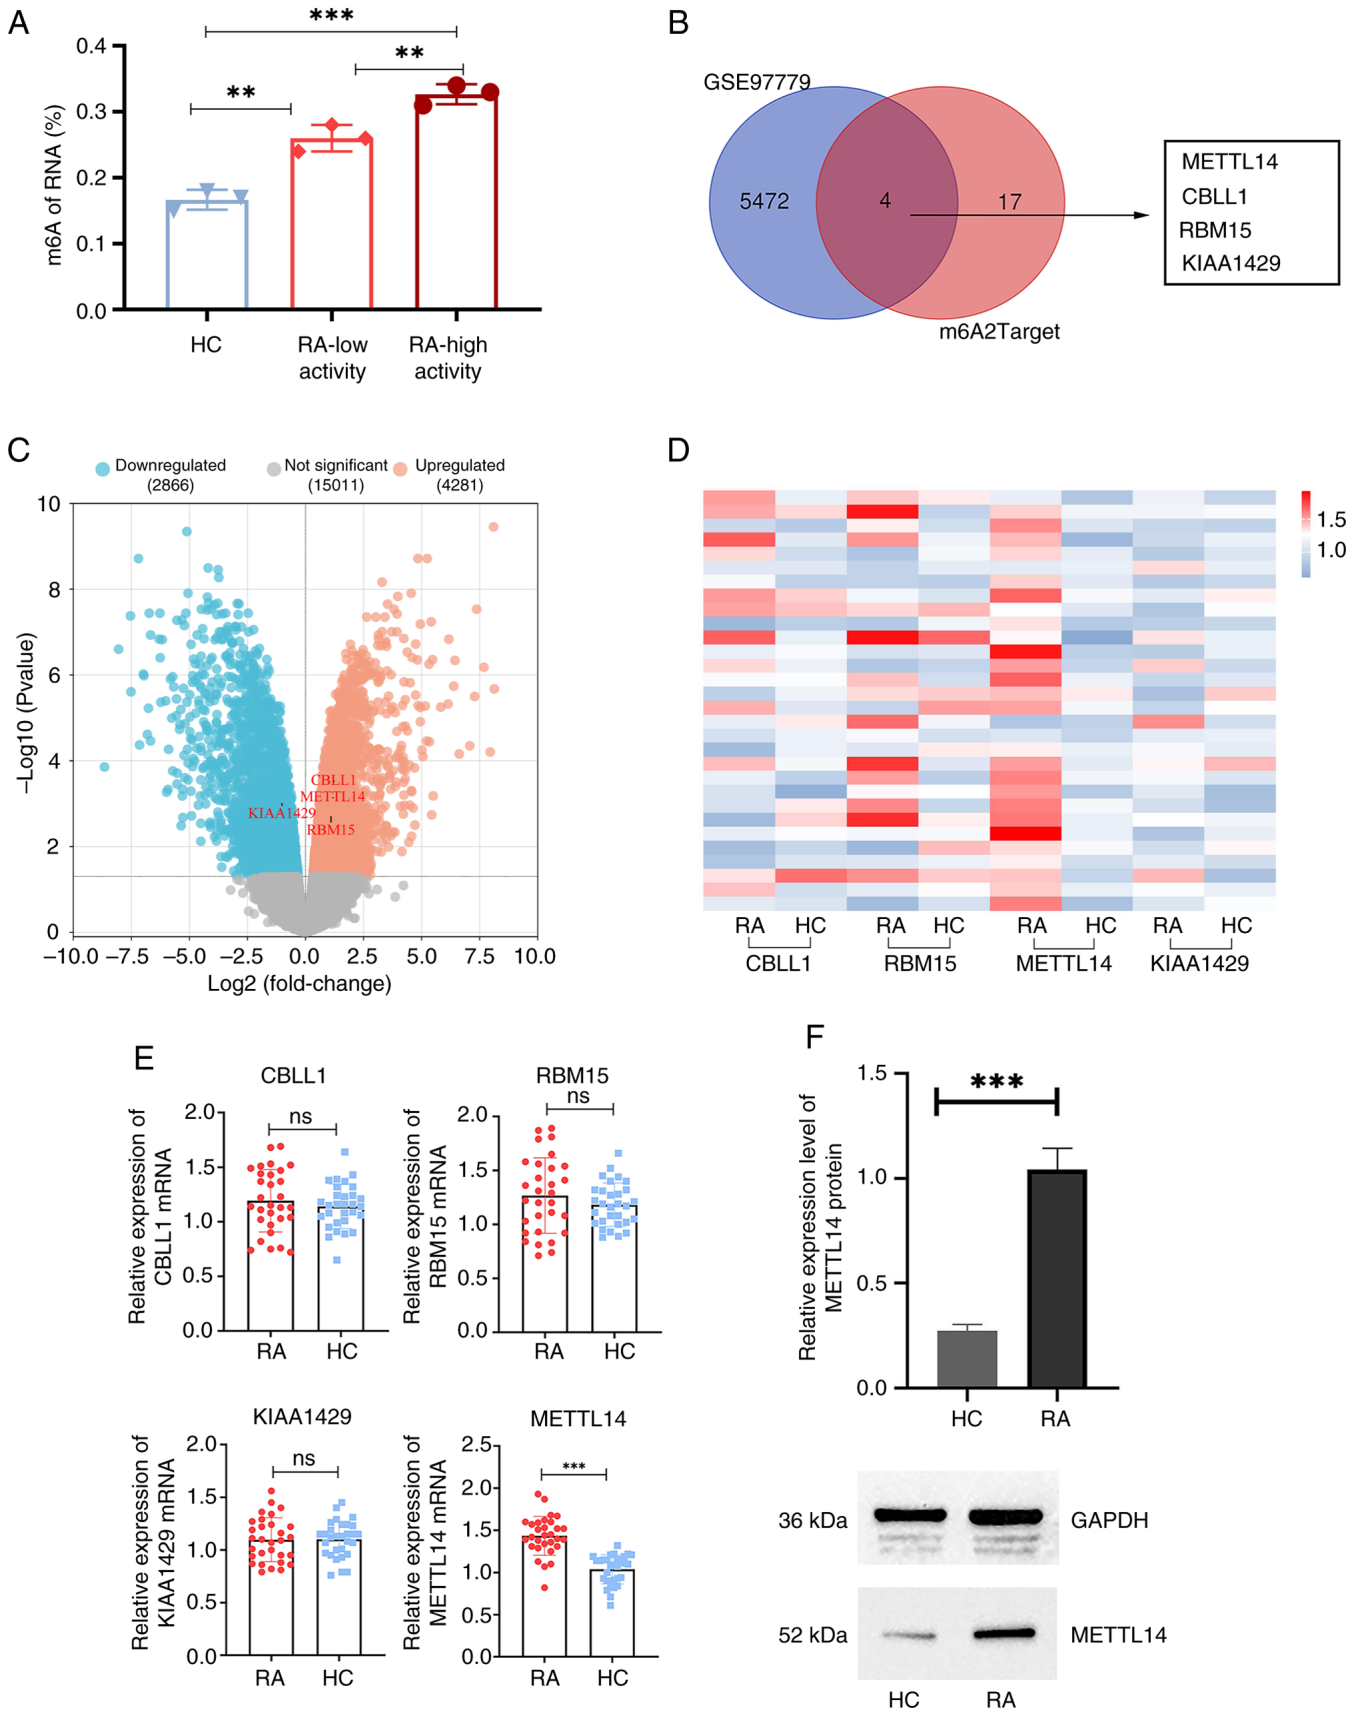 A
***
**
**
0.4
0.3
0.2
0.1
0.0
m6A of RNA (%)
HC
RA-low
activity
RA-high
activity
B
GSE97779
5472
4
17
m6A2Target
METTL14
CBLL1
RBM15
KIAA1429
C
Downregulated
(2866)
Not significant
(15011)
Upregulated
(4281)
10
8
6
4
2
0
−Log10 (Pvalue)
CBLL1
METTL14
KIAA1429
RBM15
−10.0
−7.5
−5.0
−2.5
0.0
2.5
5.0
7.5
10.0
Log2 (fold-change)
D
1.5
1.0
RA HC RA HC RA HC RA HC
CBLL1 RBM15 METTL14 KIAA1429
E
CBLL1
ns
2.0
1.5
1.0
0.5
0.0
Relative expression of
CBLL1 mRNA
RA HC
RBM15
ns
2.0
1.5
1.0
0.5
0.0
Relative expression of
RBM15 mRNA
RA HC
KIAA1429
ns
2.0
1.5
1.0
0.5
0.0
Relative expression of
KIAA1429 mRNA
RA HC
METTL14
***
2.5
2.0
1.5
1.0
0.5
0.0
Relative expression of
METTL14 mRNA
RA HC
F
***
1.5
1.0
0.5
0.0
Relative expression level of
METTL14 protein
HC RA
36 kDa GAPDH
52 kDa METTL14
HC RA